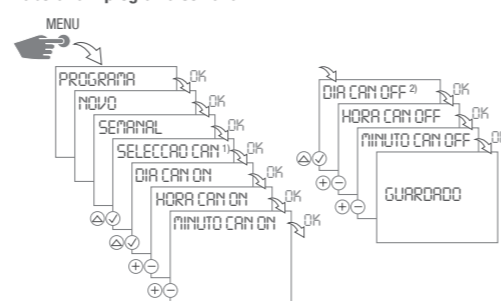 MENU
PROGRAMA OK
NOVO OK
SEMANAL OK
SELECCAO CAN 1) OK
DIA CAN ON OK
HORA CAN ON OK
MINUTO CAN ON OK
DIA CAN OFF 2) OK
HORA CAN OFF OK
MINUTO CAN OFF
GUARDADO